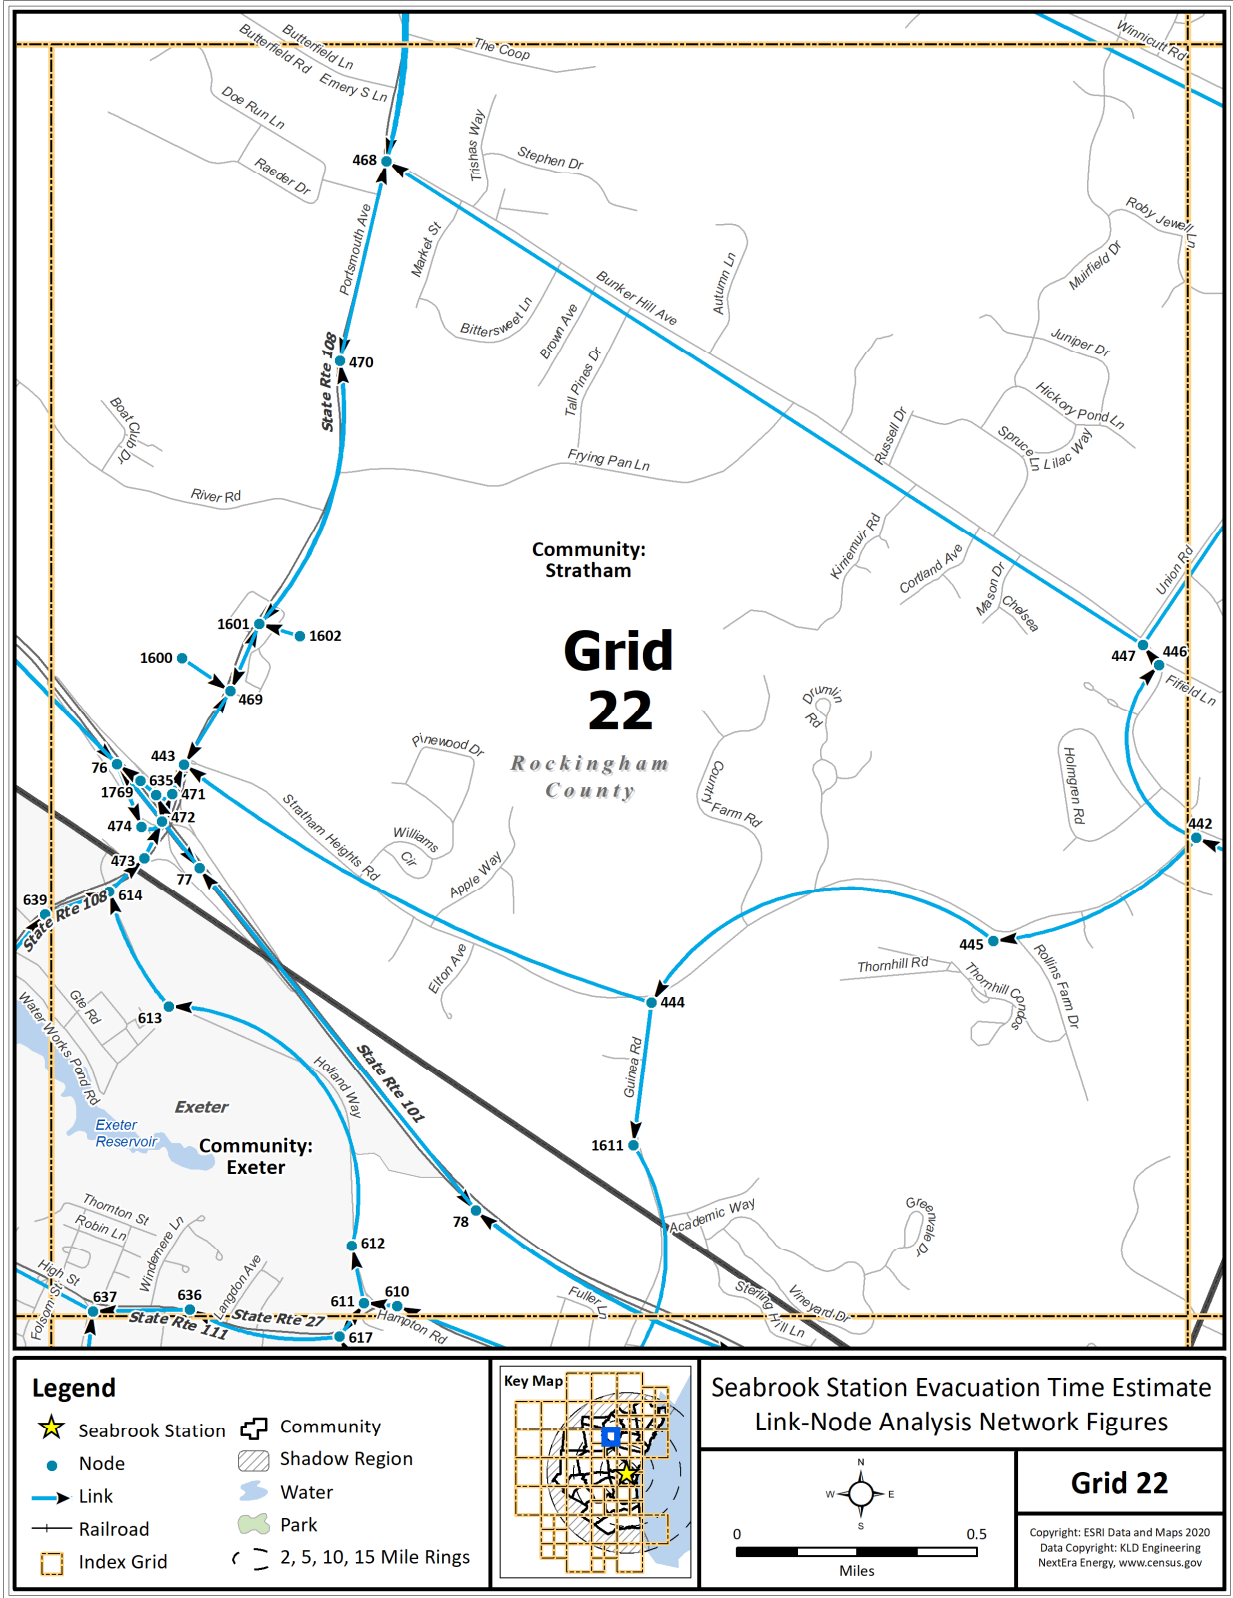 Butterfield Ln
Butterfield Rd
Emery S Ln
The Coop
Winnicutt Rd
Doe Run Ln
Raeder Dr
468
Trishas Way
Stephen Dr
Portsmouth Ave
Market St
Roby Jewell Ln
Muirfield Dr
Autumn Ln
Bunker Hill Ave
Bittersweet Ln
Brown Ave
Tall Pines Dr
State Rte 108
470
Juniper Dr
Hickory Pond Ln
Boat Club Dr
Russell Dr
Spruce Ln
Lilac Way
Frying Pan Ln
River Rd
Community:
Stratham
Kirriemuir Rd
Cortland Ave
Mason Dr
Chelsea
Union Rd
1601
1602
1600
469
Grid
22
447
446
Fifield Ln
Drumlin Rd
Pinewood Dr
Rockingham
County
443
76
635
1769
471
472
474
473
77
Country Farm Rd
Holmgren Rd
442
Stratham Heights Rd
Williams Cir
Apple Way
639
State Rte 108
614
445
Thornhill Rd
Thornhill Condos
Rollins Farm Dr
Elton Ave
444
613
Gte Rd
Water Works Pond Rd
Holland Way
State Rte 101
Guinea Rd
Exeter
Exeter
Reservoir
Community:
Exeter
1611
Thornton St
Robin Ln
Windemere Ln
Langdon Ave
78
Academic Way
Greenvale Dr
612
High St
Folsom St
637
636
611
610
State Rte 27
State Rte 111
617
Hampton Rd
Fuller Ln
Sterling Hill Ln
Vineyard Dr
Legend
Seabrook Station
Node
Link
Railroad
Index Grid
Community
Shadow Region
Water
Park
2, 5, 10, 15 Mile Rings
Key Map
Seabrook Station Evacuation Time Estimate
Link-Node Analysis Network Figures
N
W
E
S
0
0.5
Miles
Grid 22
Copyright: ESRI Data and Maps 2020
Data Copyright: KLD Engineering
NextEra Energy, www.census.gov